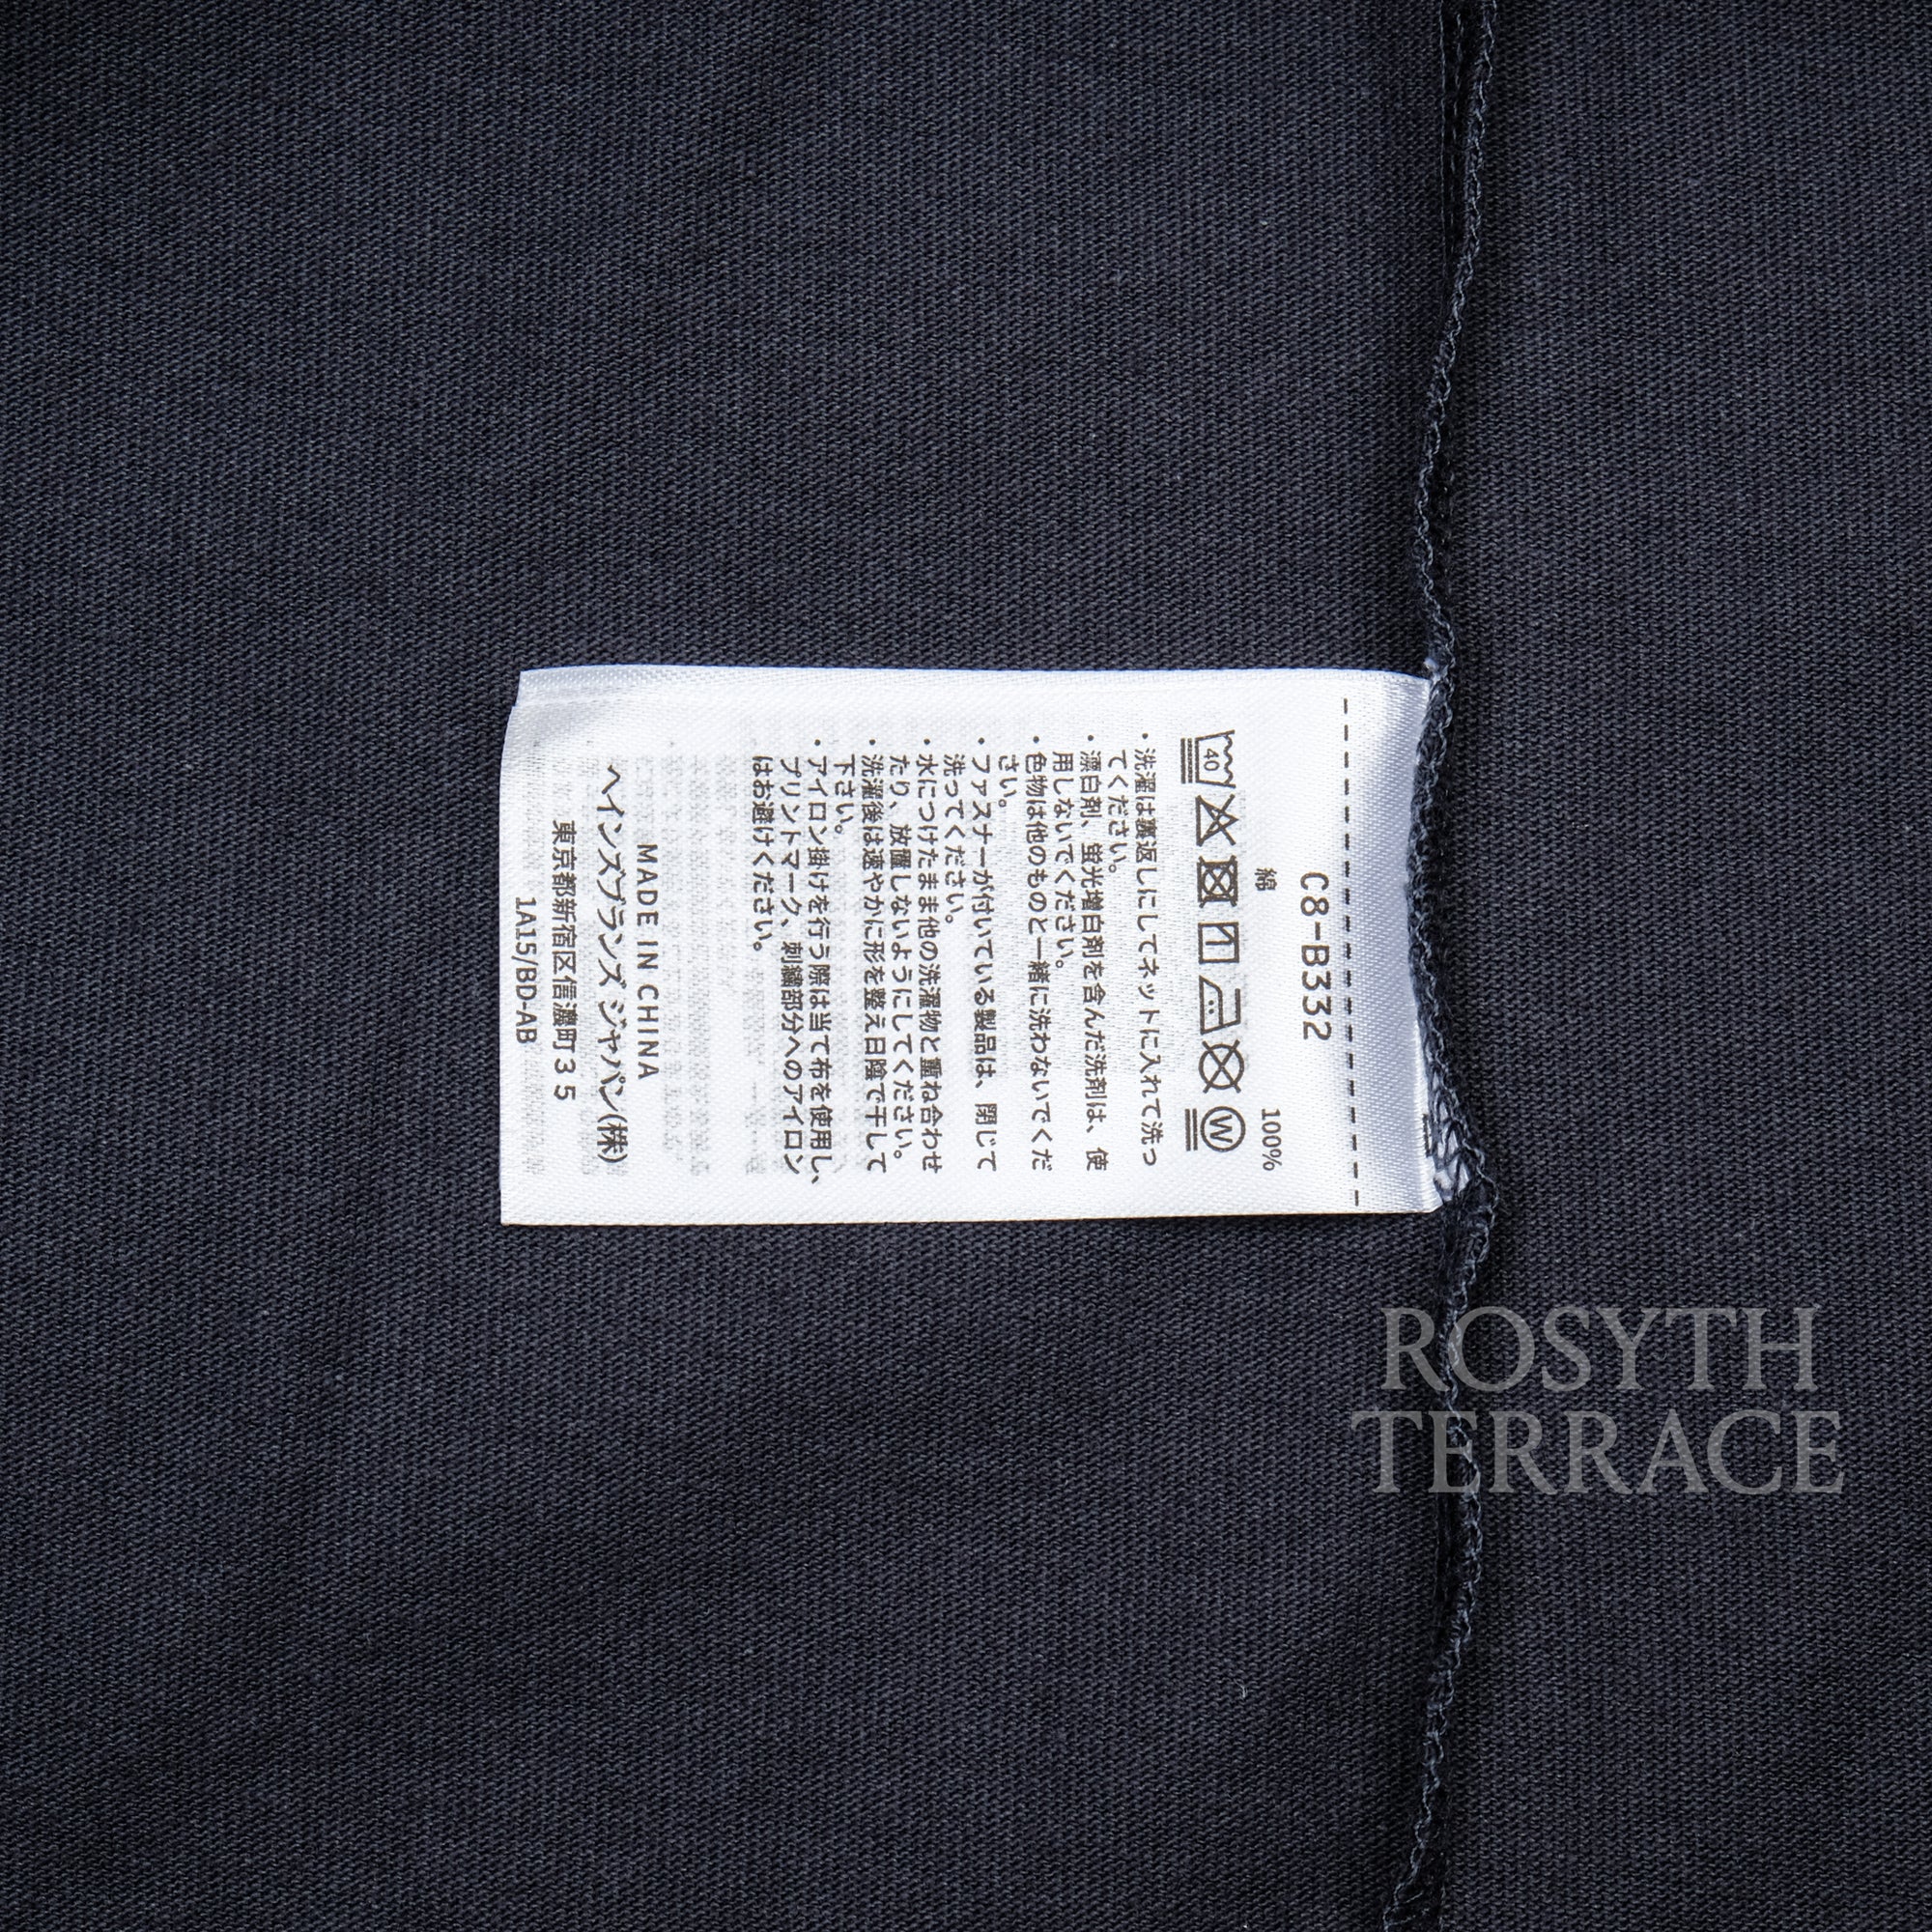 C8-B332
綿 100%
40
W
・洗濯は裏返しにしてネットに入れて洗っ
てください。
・漂白剤、蛍光増白剤を含んだ洗剤は、使
用しないでください。
・色物は他のものと一緒に洗わないでくだ
さい。
・ファスナーが付いている製品は、閉じて
洗ってください。
・水につけたまま他の洗濯物と重ね合わせ
たり、放置しないようにしてください。
・洗濯後は速やかに形を整え日陰で干して
下さい。
・アイロン掛けを行う際は当て布を使用し、
プリントマーク、刺繍部分へのアイロン
はお避けください。
MADE IN CHINA
ヘインズブランズ ジャパン(株)
東京都新宿区信濃町35
1A15/BD-AB
ROSYTH
TERRACE